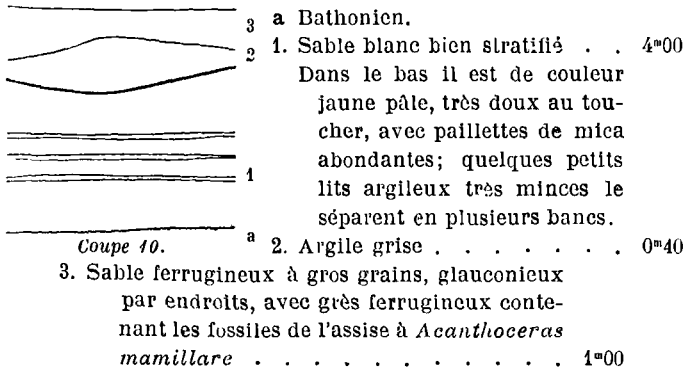 3
2
1
a
Coupe 10.
a Bathonien.
1. Sable blanc bien stratifié . . 4m00
Dans le bas il est de couleur
jaune pâle, très doux au tou-
cher, avec paillettes de mica
abondantes; quelques petits
lits argileux très minces le
séparent en plusieurs bancs.
2. Argile grise . . . . . . . 0m40
3. Sable ferrugineux à gros grains, glauconieux
par endroits, avec grès ferrugineux conte-
nant les fossiles de l'assise à Acanthoceras
mamillare . . . . . . . . . . . 1m00